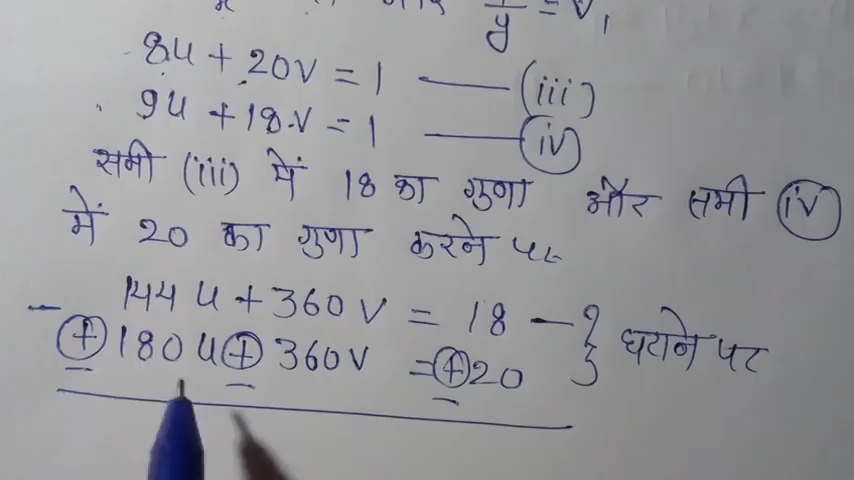 1/y = V,
8u + 20v = 1 —— (iii)
9u + 18v = 1 —— (iv)
समी (iii) में 18 का गुणा और समी (iv)
में 20 का गुणा करने पर
144u + 360v = 18 — } घटाने पर
− (+) 180u (+) 360v = (+) 20
− − −